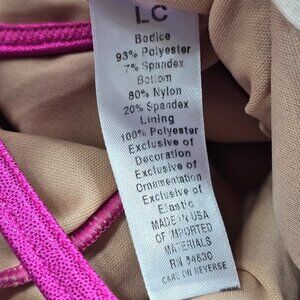 LC
Bodice
93% Polyester
7% Spandex
Bottom
80% Nylon
20% Spandex
Lining
100% Polyester
Exclusive of
Decoration
Exclusive of
Ornamentation
Exclusive of
Elastic
MADE IN USA
OF IMPORTED
MATERIALS
RN 34630
CARE ON REVERSE